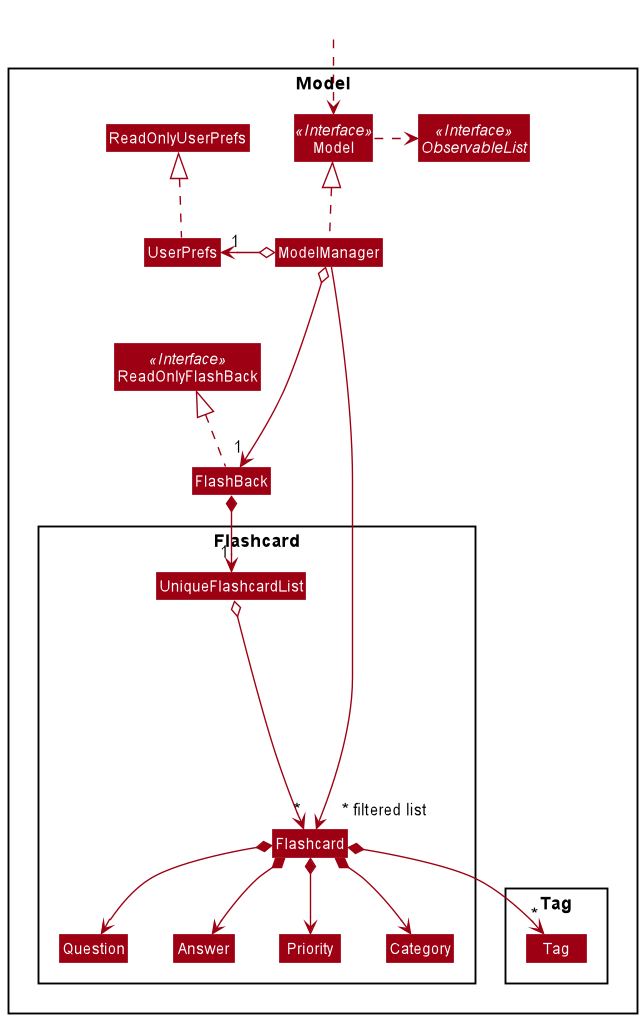 Model
«Interface»
Model
«Interface»
ObservableList
ReadOnlyUserPrefs
UserPrefs
1
ModelManager
«Interface»
ReadOnlyFlashBack
1
FlashBack
Flashcard
1
UniqueFlashcardList
*
* filtered list
Flashcard
Question
Answer
Priority
Category
Tag
*
Tag